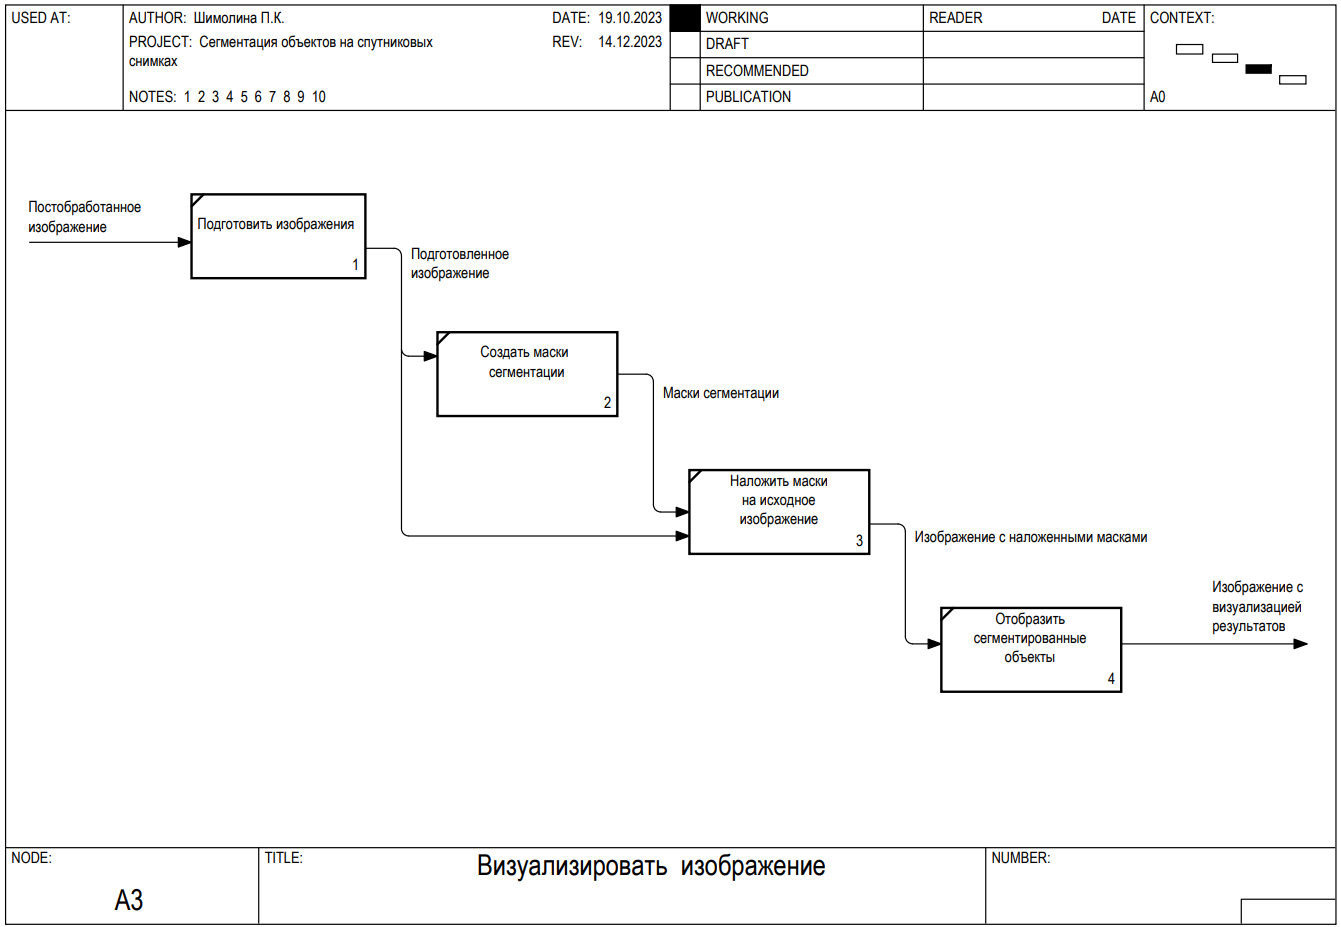 USED AT:
AUTHOR: Шимолина П.К.
DATE: 19.10.2023
PROJECT: Сегментация объектов на спутниковых
снимках
REV: 14.12.2023
NOTES: 1 2 3 4 5 6 7 8 9 10
WORKING
DRAFT
RECOMMENDED
PUBLICATION
READER
DATE
CONTEXT:
A0
Постобработанное
изображение
Подготовить изображения
1
Подготовленное
изображение
Создать маски
сегментации
2
Маски сегментации
Наложить маски
на исходное
изображение
3
Изображение с наложенными масками
Отобразить
сегментированные
объекты
4
Изображение с
визуализацией
результатов
NODE:
A3
TITLE:
Визуализировать изображение
NUMBER: